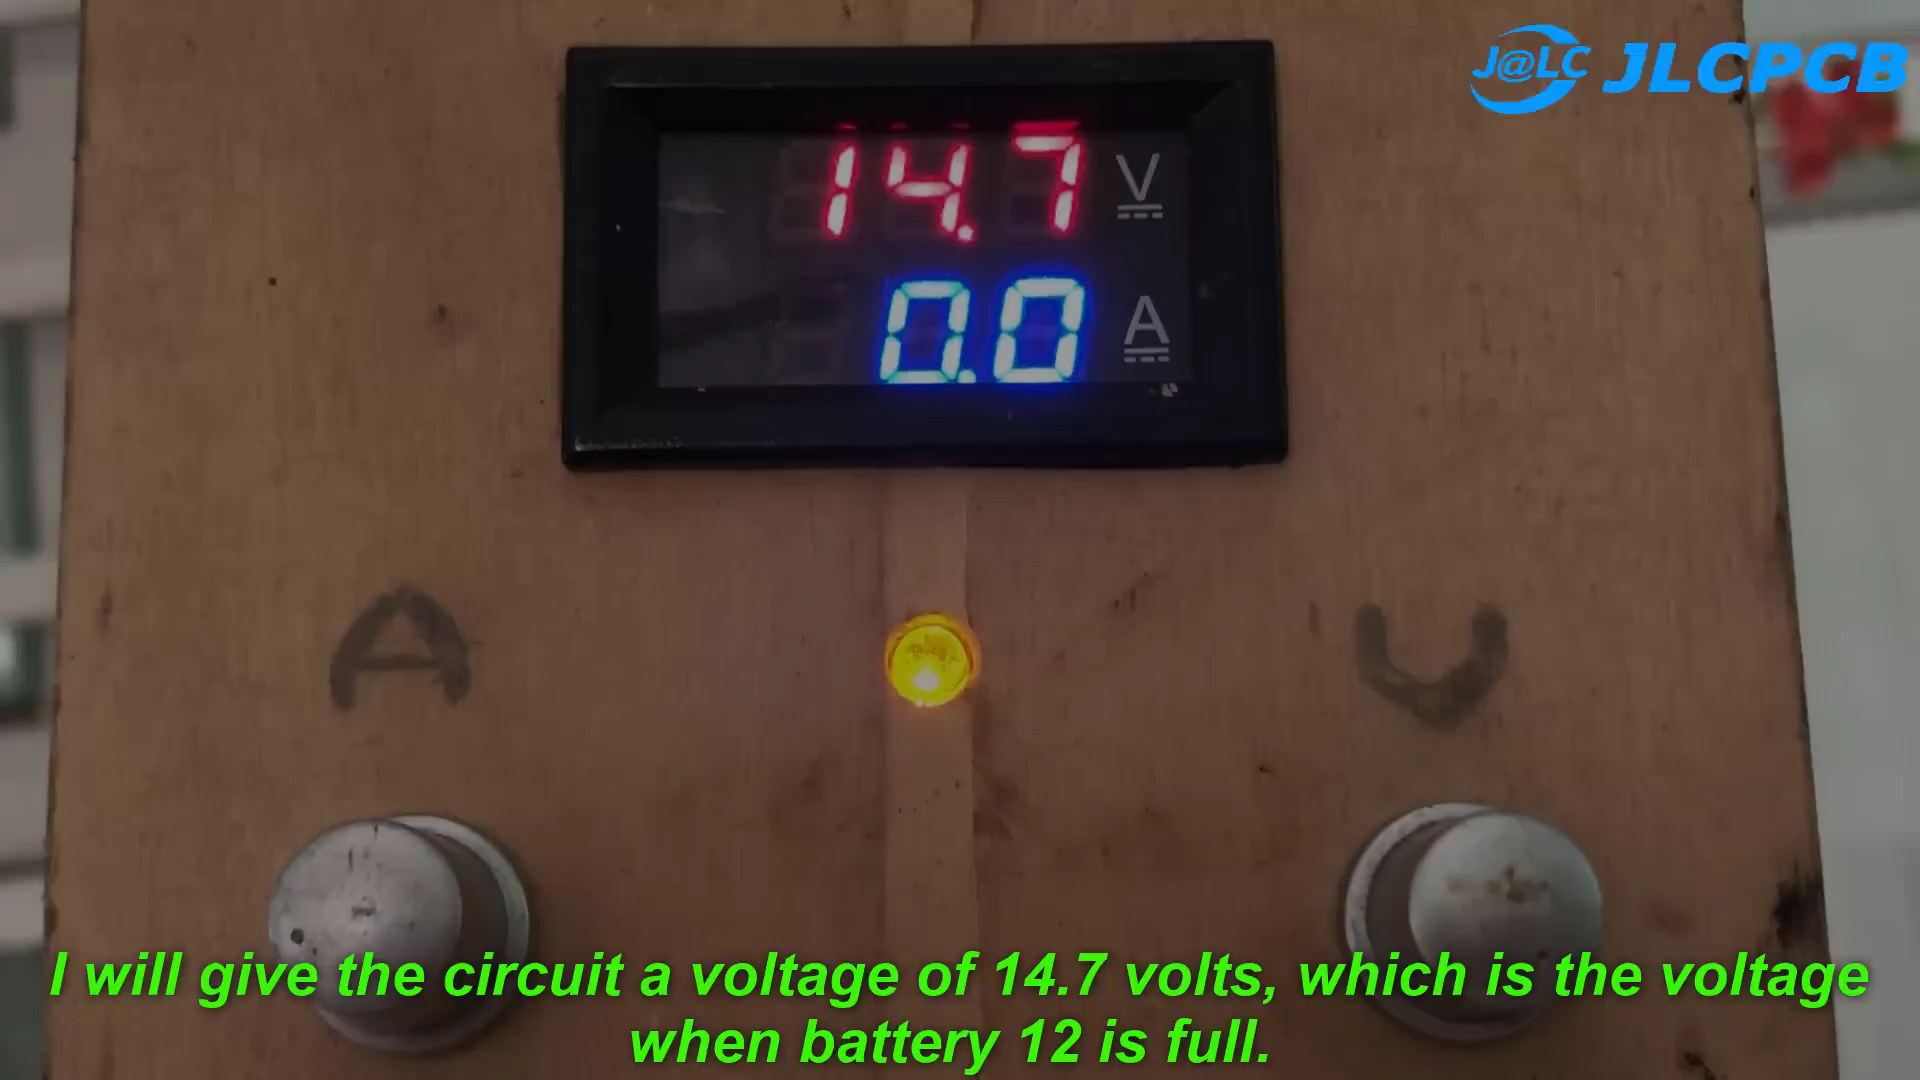 J@LC JLCPCB
14.7 V
0.0 A
A
V
I will give the circuit a voltage of 14.7 volts, which is the voltage
when battery 12 is full.